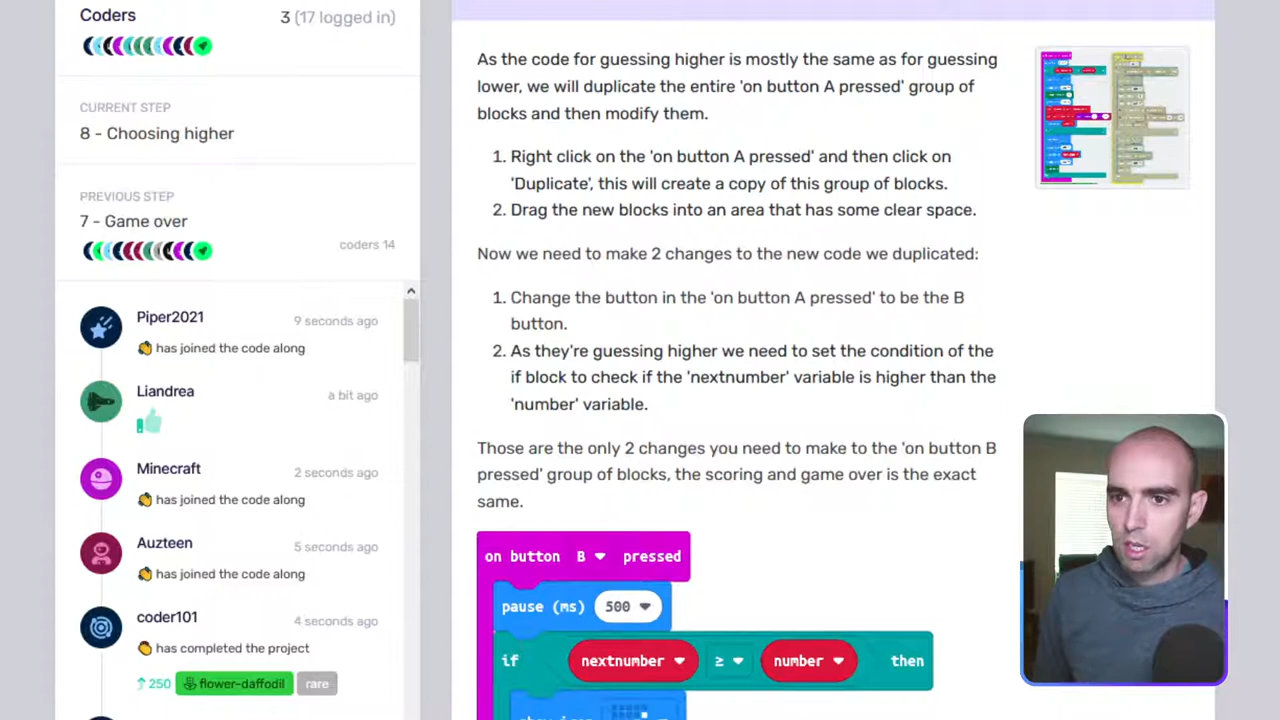 Coders
3 (17 logged in)
CURRENT STEP
8 - Choosing higher
PREVIOUS STEP
7 - Game over
coders 14
Piper2021
9 seconds ago
has joined the code along
Liandrea
a bit ago
Minecraft
2 seconds ago
has joined the code along
Auzteen
5 seconds ago
has joined the code along
coder101
4 seconds ago
has completed the project
250 flower-daffodil rare
As the code for guessing higher is mostly the same as for guessing
lower, we will duplicate the entire 'on button A pressed' group of
blocks and then modify them.
1. Right click on the 'on button A pressed' and then click on
'Duplicate', this will create a copy of this group of blocks.
2. Drag the new blocks into an area that has some clear space.
Now we need to make 2 changes to the new code we duplicated:
1. Change the button in the 'on button A pressed' to be the B
button.
2. As they're guessing higher we need to set the condition of the
if block to check if the 'nextnumber' variable is higher than the
'number' variable.
Those are the only 2 changes you need to make to the 'on button B
pressed' group of blocks, the scoring and game over is the exact
same.
on button B pressed
pause (ms) 500
if nextnumber ≥ number then